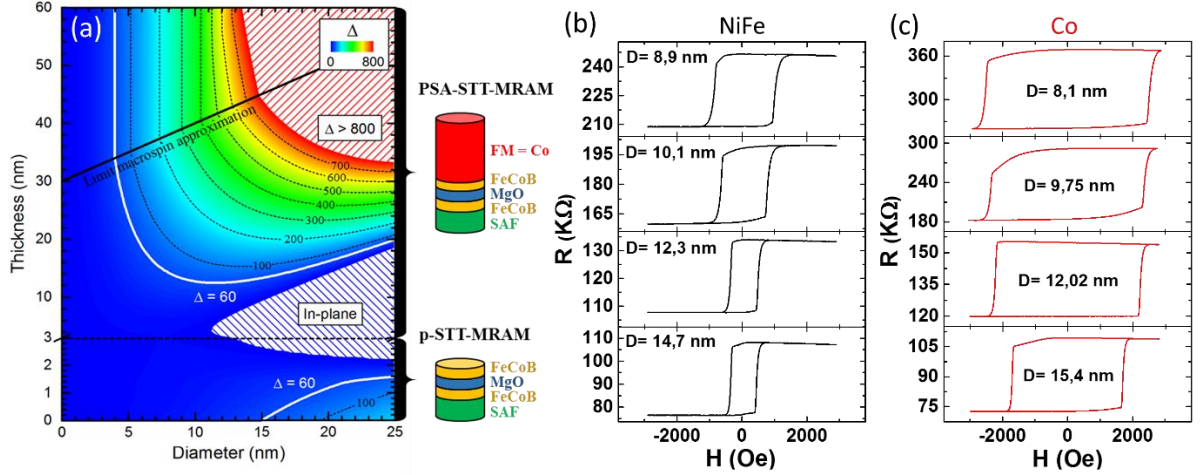 (a)
Δ
0 800
Δ > 800
Limit macrospin approximation
700
600
500
400
300
200
100
Δ = 60
In-plane
Δ = 60
100
60
50
40
30
20
10
3
2
1
0
Thickness (nm)
0 5 10 15 20 25
Diameter (nm)
PSA-STT-MRAM
FM = Co
FeCoB
MgO
FeCoB
SAF
p-STT-MRAM
FeCoB
MgO
FeCoB
SAF
(b) NiFe
D= 8,9 nm
240
225
210
D= 10,1 nm
195
180
165
D= 12,3 nm
132
120
108
D= 14,7 nm
110
100
90
80
R (KΩ)
-2000 0 2000
H (Oe)
(c) Co
D= 8,1 nm
360
330
300
D= 9,75 nm
300
270
240
210
180
D= 12,02 nm
150
135
120
D= 15,4 nm
105
90
75
R (KΩ)
-2000 0 2000
H (Oe)